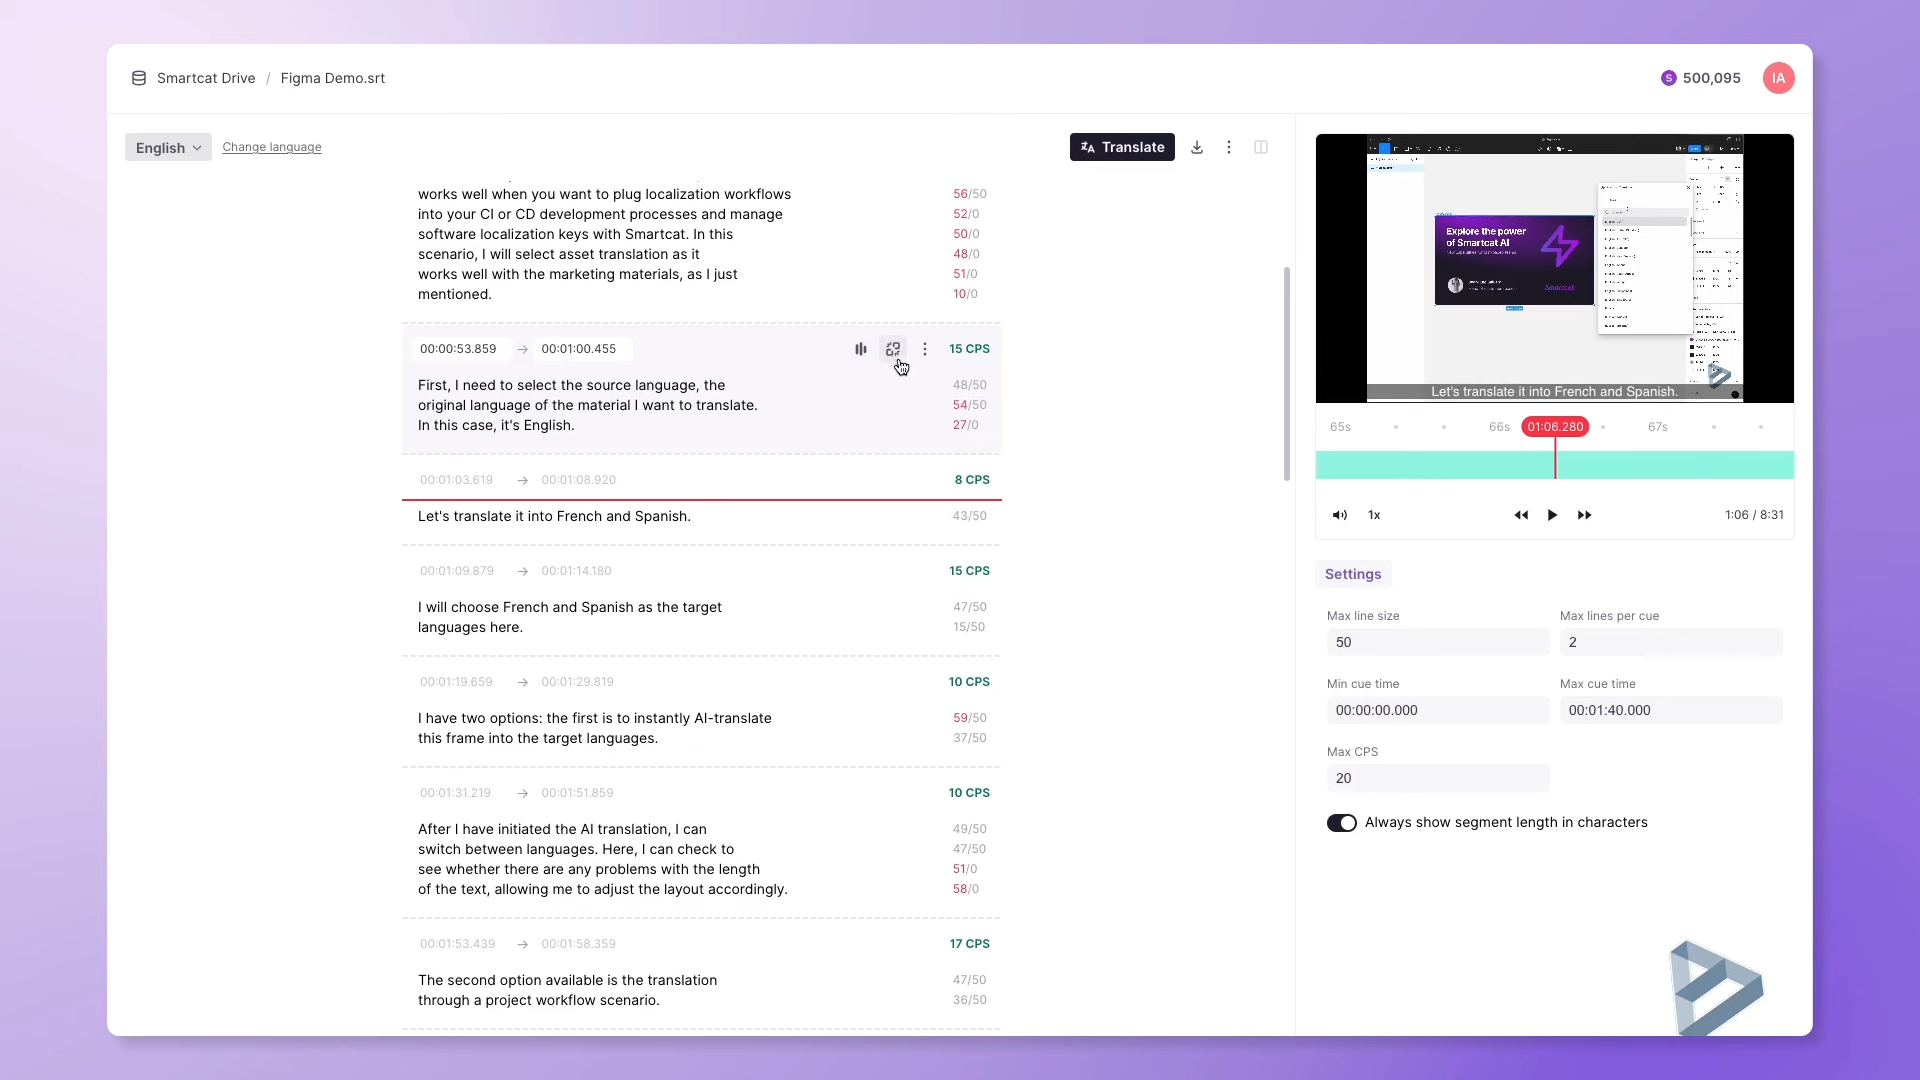 Smartcat Drive / Figma Demo.srt
S 500,095
IA
English
Change language
Translate
works well when you want to plug localization workflows 56/50
into your CI or CD development processes and manage 52/0
software localization keys with Smartcat. In this 50/0
scenario, I will select asset translation as it 48/0
works well with the marketing materials, as I just 51/0
mentioned. 10/0
00:00:53.859 → 00:01:00.455 15 CPS
First, I need to select the source language, the 48/50
original language of the material I want to translate. 54/50
In this case, it's English. 27/0
00:01:03.619 → 00:01:08.920 8 CPS
Let's translate it into French and Spanish. 43/50
00:01:09.879 → 00:01:14.180 15 CPS
I will choose French and Spanish as the target 47/50
languages here. 15/50
00:01:19.659 → 00:01:29.819 10 CPS
I have two options: the first is to instantly AI-translate 59/50
this frame into the target languages. 37/50
00:01:31.219 → 00:01:51.859 10 CPS
After I have initiated the AI translation, I can 49/50
switch between languages. Here, I can check to 47/50
see whether there are any problems with the length 51/0
of the text, allowing me to adjust the layout accordingly. 58/0
00:01:53.439 → 00:01:58.359 17 CPS
The second option available is the translation 47/50
through a project workflow scenario. 36/50
Explore the power
of Smartcat AI
Smartcat
Let's translate it into French and Spanish.
65s 66s 01:06.280 67s
1x
1:06 / 8:31
Settings
Max line size
50
Max lines per cue
2
Min cue time
00:00:00.000
Max cue time
00:01:40.000
Max CPS
20
Always show segment length in characters